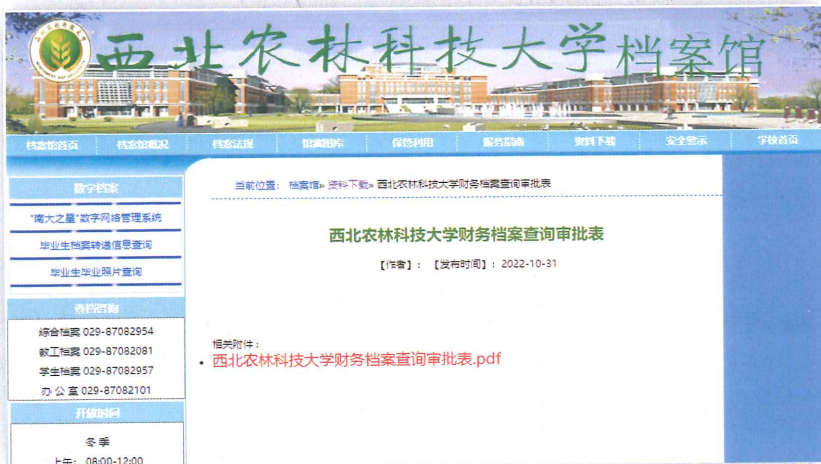 西北农林科技大学档案馆
档案馆首页 档案馆概况 档案法规 馆藏图库 保管利用 服务指南 资料下载 安全警示 学校首页
当前位置： 档案馆» 资料下载» 西北农林科技大学财务档案查询审批表
数字档案
"南大之星"数字网络管理系统
毕业生档案转递信息查询
毕业生毕业照片查询
西北农林科技大学财务档案查询审批表
【作者】： 【发布时间】：2022-10-31
查档咨询
综合档案 029-87082954
教工档案 029-87082081
学生档案 029-87082957
办公室 029-87082101
相关附件：
• 西北农林科技大学财务档案查询审批表.pdf
开放时间
冬季
上午： 08:00-12:00